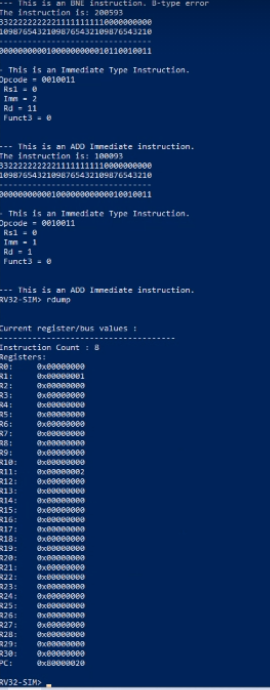 --- This is an BNE instruction. B-type error
The instruction is: 200593
33222222222211111111110000000000
10987654321098765432109876543210
--------------------------------
00000000001000000000010110010011
- This is an Immediate Type Instruction.
Opcode = 0010011
Rs1 = 0
Imm = 2
Rd = 11
Funct3 = 0
--- This is an ADD Immediate instruction.
The instruction is: 100093
33222222222211111111110000000000
10987654321098765432109876543210
--------------------------------
00000000000100000000000010010011
- This is an Immediate Type Instruction.
Opcode = 0010011
Rs1 = 0
Imm = 1
Rd = 1
Funct3 = 0
--- This is an ADD Immediate instruction.
RV32-SIM> rdump
Current register/bus values :
-------------------------------------
Instruction Count : 8
Registers:
R0: 0x00000000
R1: 0x00000001
R2: 0x00000000
R3: 0x00000000
R4: 0x00000000
R5: 0x00000000
R6: 0x00000000
R7: 0x00000000
R8: 0x00000000
R9: 0x00000000
R10: 0x00000000
R11: 0x00000002
R12: 0x00000000
R13: 0x00000000
R14: 0x00000000
R15: 0x00000000
R16: 0x00000000
R17: 0x00000000
R18: 0x00000000
R19: 0x00000000
R20: 0x00000000
R21: 0x00000000
R22: 0x00000000
R23: 0x00000000
R24: 0x00000000
R25: 0x00000000
R26: 0x00000000
R27: 0x00000000
R28: 0x00000000
R29: 0x00000000
R30: 0x00000000
PC: 0x80000020
RV32-SIM>